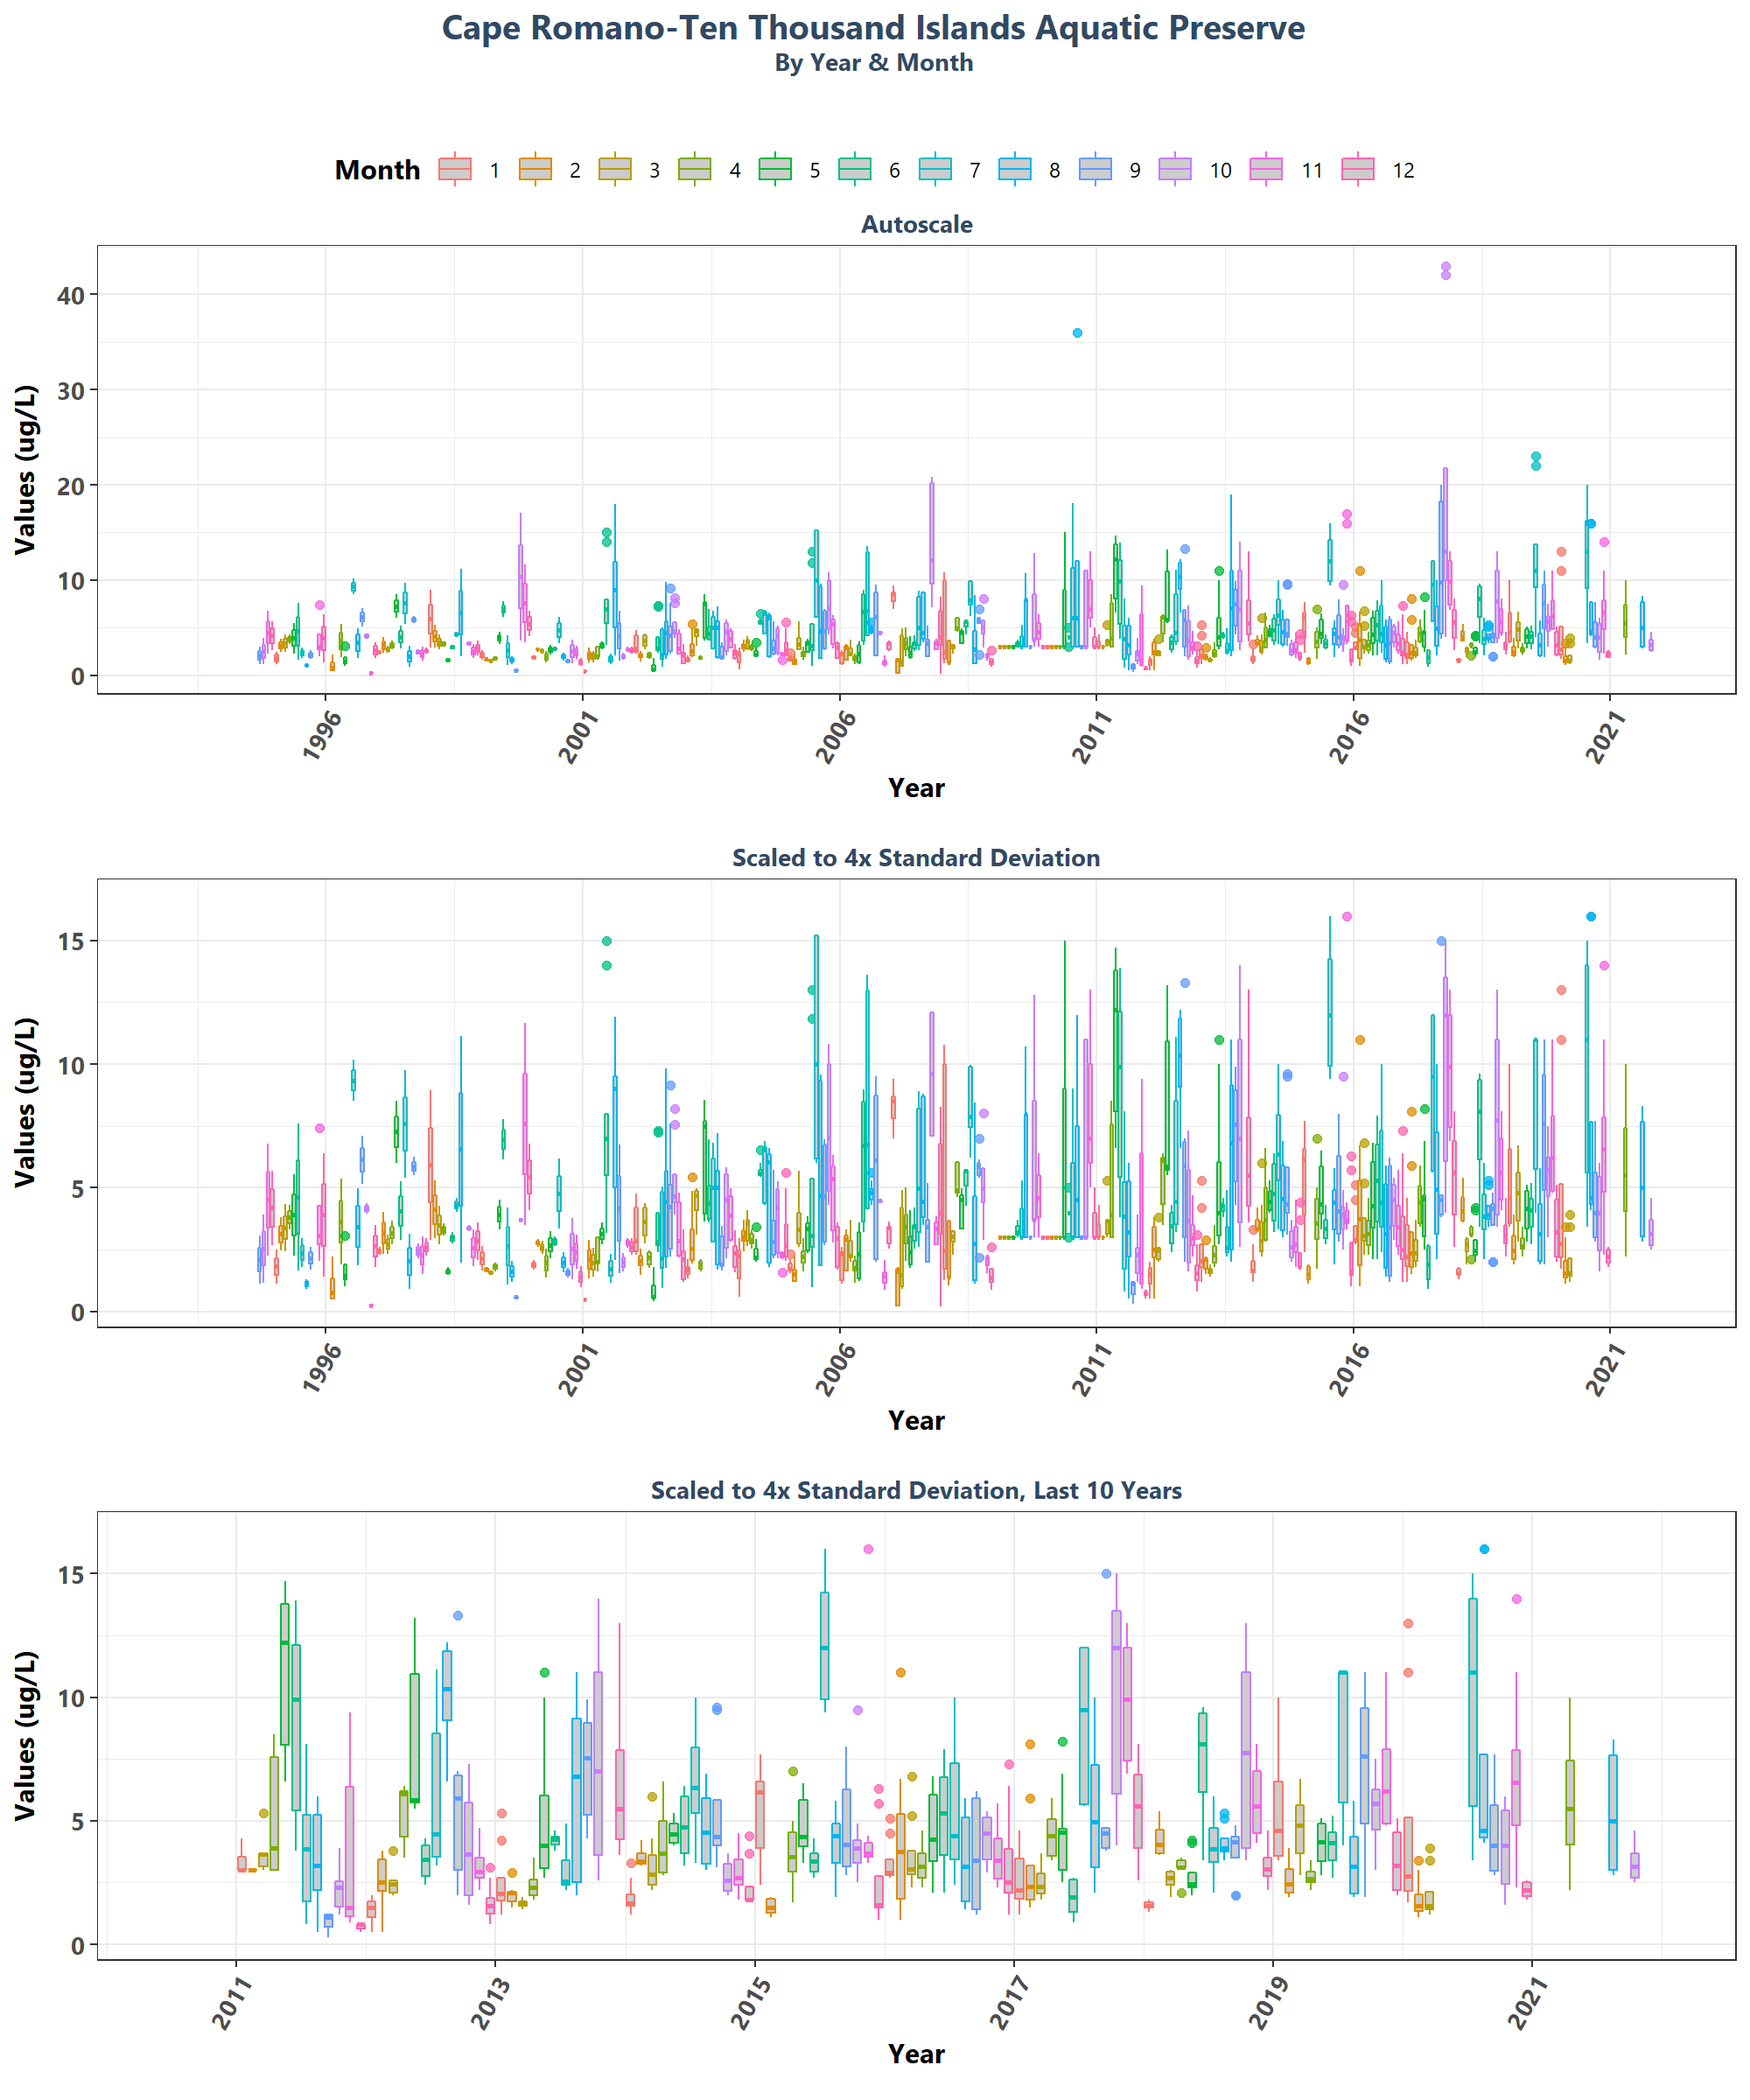 Cape Romano-Ten Thousand Islands Aquatic Preserve
By Year & Month
Month 1 2 3 4 5 6 7 8 9 10 11 12
Autoscale
Values (ug/L)
40
30
20
10
0
1996 2001 2006 2011 2016 2021
Year
Scaled to 4x Standard Deviation
Values (ug/L)
15
10
5
0
1996 2001 2006 2011 2016 2021
Year
Scaled to 4x Standard Deviation, Last 10 Years
Values (ug/L)
15
10
5
0
2011 2013 2015 2017 2019 2021
Year